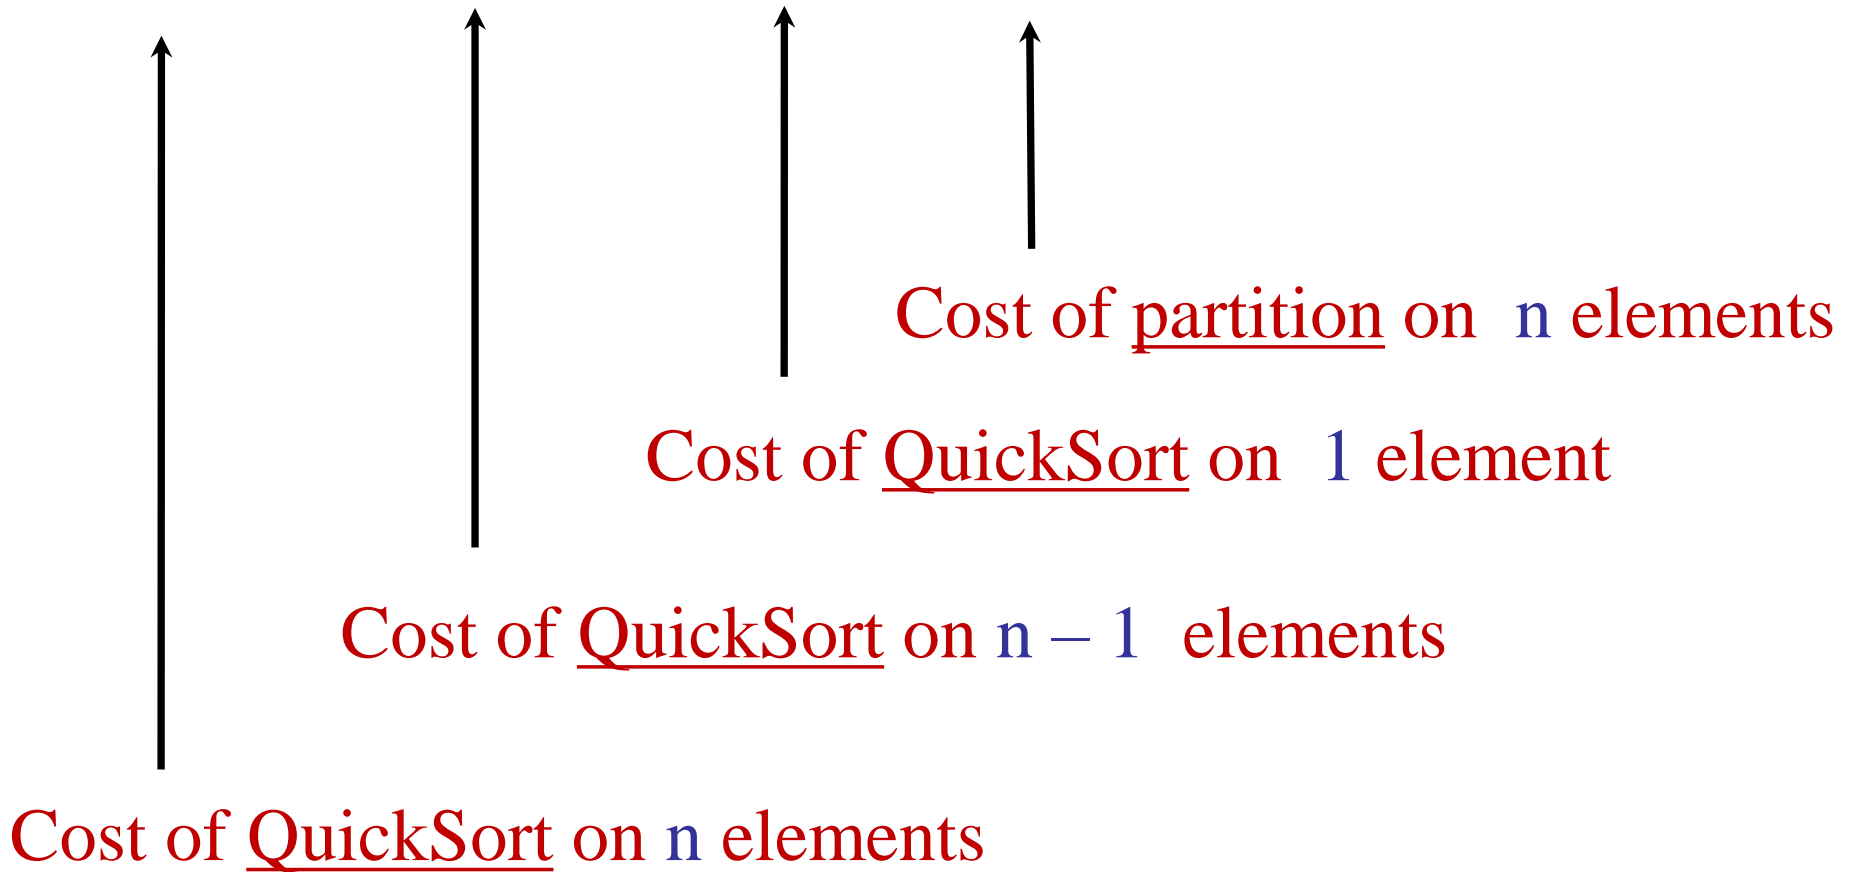 Cost of partition on n elements
Cost of QuickSort on 1 element
Cost of QuickSort on n – 1 elements
Cost of QuickSort on n elements